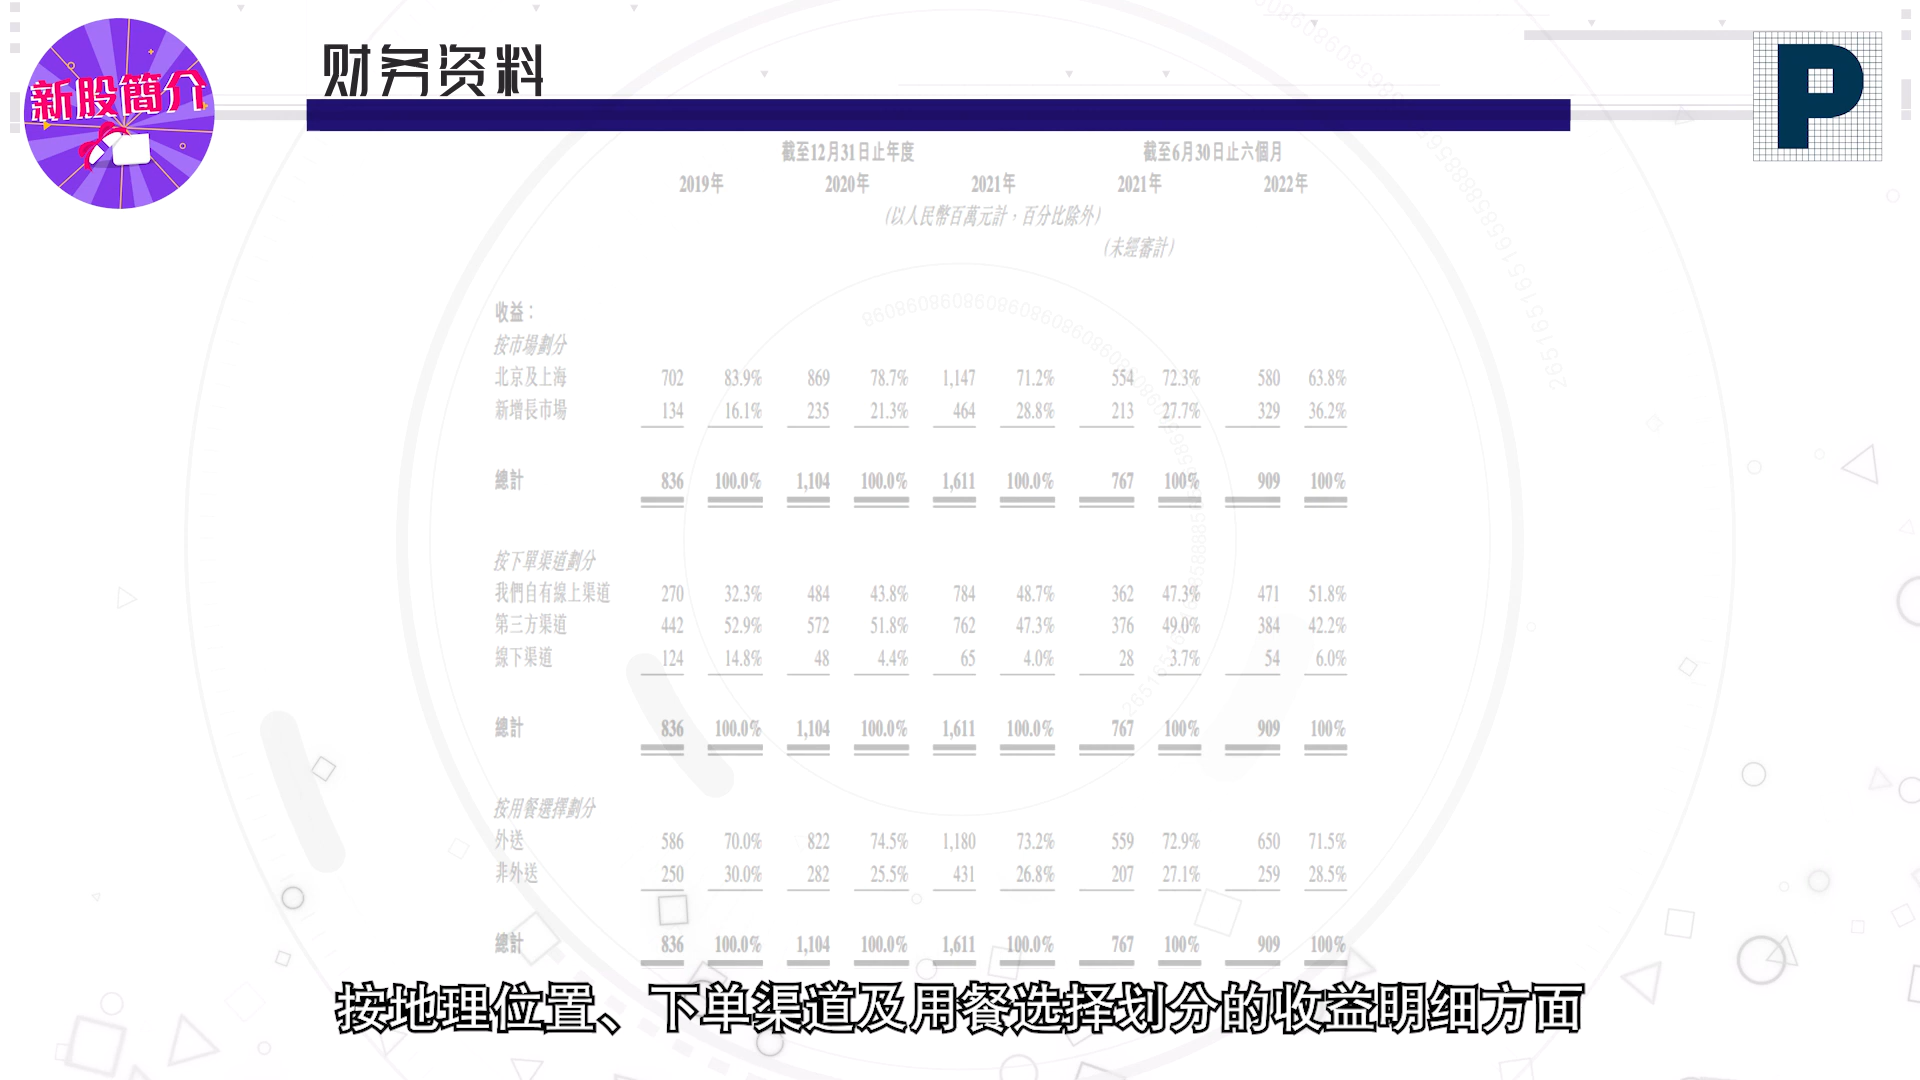 新股簡介
财务资料
P
截至12月31日止年度 截至6月30日止六個月
2019年 2020年 2021年 2021年 2022年
(以人民幣百萬元計，百分比除外)
(未經審計)
收益：
按市場劃分
北京及上海 702 83.9% 869 78.7% 1,147 71.2% 554 72.3% 580 63.8%
新增長市場 134 16.1% 235 21.3% 464 28.8% 213 27.7% 329 36.2%
總計 836 100.0% 1,104 100.0% 1,611 100.0% 767 100% 909 100%
按下單渠道劃分
我們自有線上渠道 270 32.3% 484 43.8% 784 48.7% 362 47.3% 471 51.8%
第三方渠道 442 52.9% 572 51.8% 762 47.3% 376 49.0% 384 42.2%
線下渠道 124 14.8% 48 4.4% 65 4.0% 28 3.7% 54 6.0%
總計 836 100.0% 1,104 100.0% 1,611 100.0% 767 100% 909 100%
按用餐選擇劃分
外送 586 70.0% 822 74.5% 1,180 73.2% 559 72.9% 650 71.5%
非外送 250 30.0% 282 25.5% 431 26.8% 207 27.1% 259 28.5%
總計 836 100.0% 1,104 100.0% 1,611 100.0% 767 100% 909 100%
按地理位置、下单渠道及用餐选择划分的收益明细方面